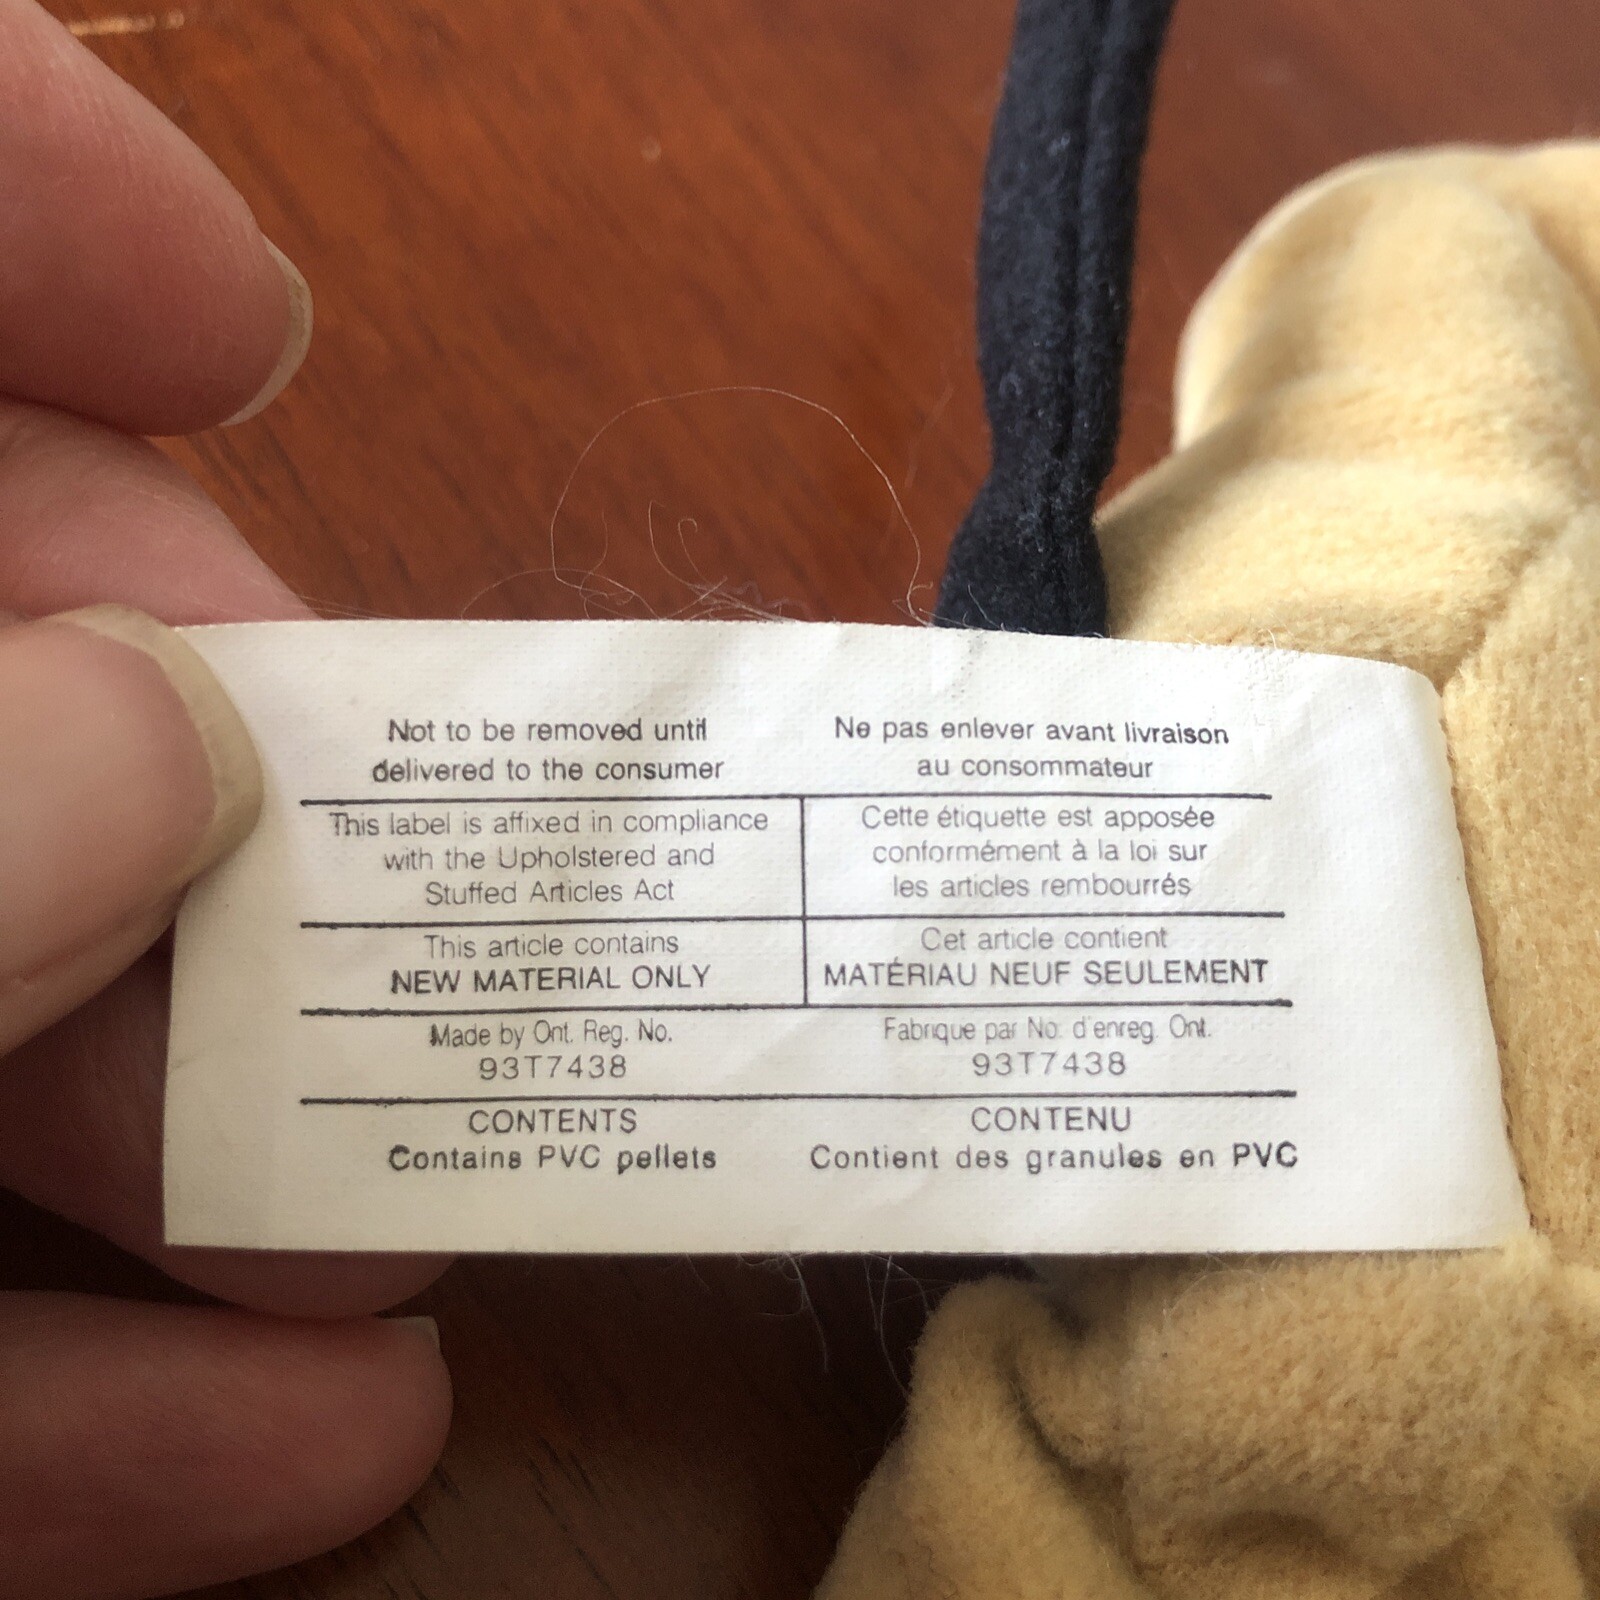 Not to be removed until
delivered to the consumer
Ne pas enlever avant livraison
au consommateur
This label is affixed in compliance
with the Upholstered and
Stuffed Articles Act
Cette étiquette est apposée
conformément à la loi sur
les articles rembourrés
This article contains
NEW MATERIAL ONLY
Cet article contient
MATÉRIAU NEUF SEULEMENT
Made by Ont. Reg. No.
93T7438
Fabrique par No. d'enreg. Ont.
93T7438
CONTENTS
Contains PVC pellets
CONTENU
Contient des granules en PVC